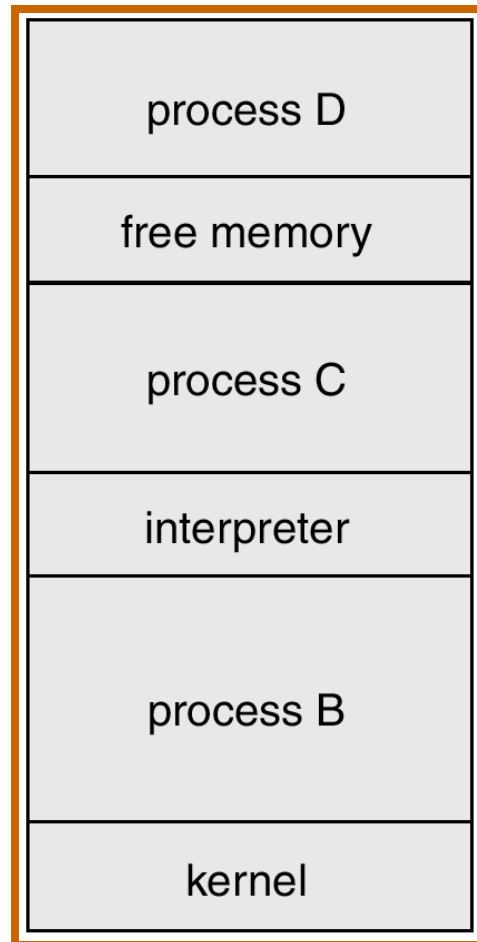 process D
free memory
process C
interpreter
process B
kernel